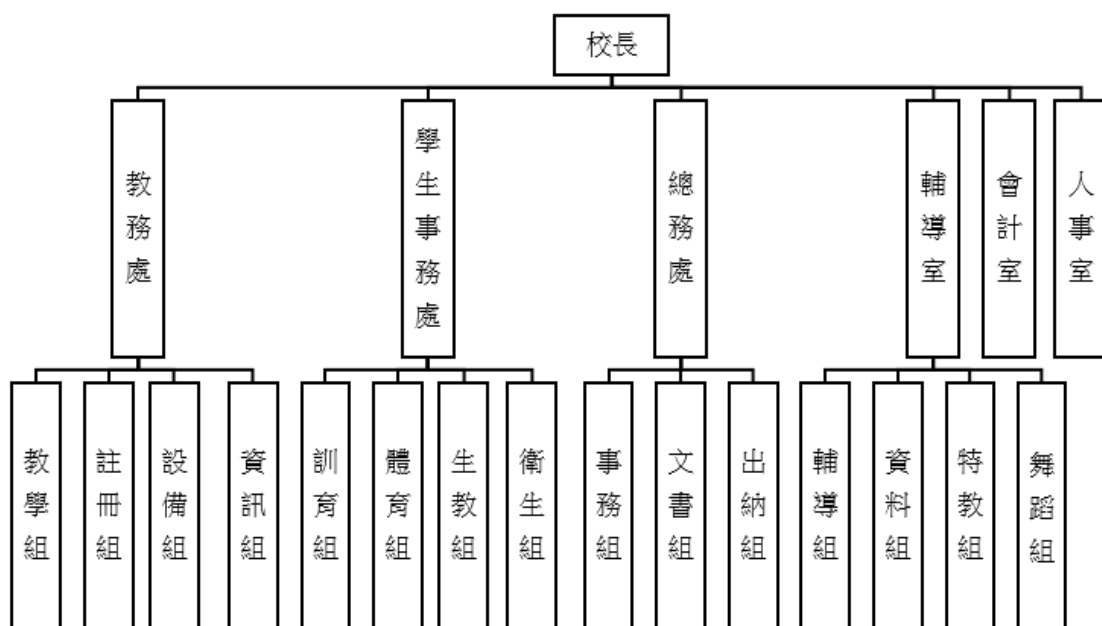 校長
教務處
學生事務處
總務處
輔導室
會計室
人事室
教學組
註冊組
設備組
資訊組
訓育組
體育組
生教組
衛生組
事務組
文書組
出納組
輔導組
資料組
特教組
舞蹈組